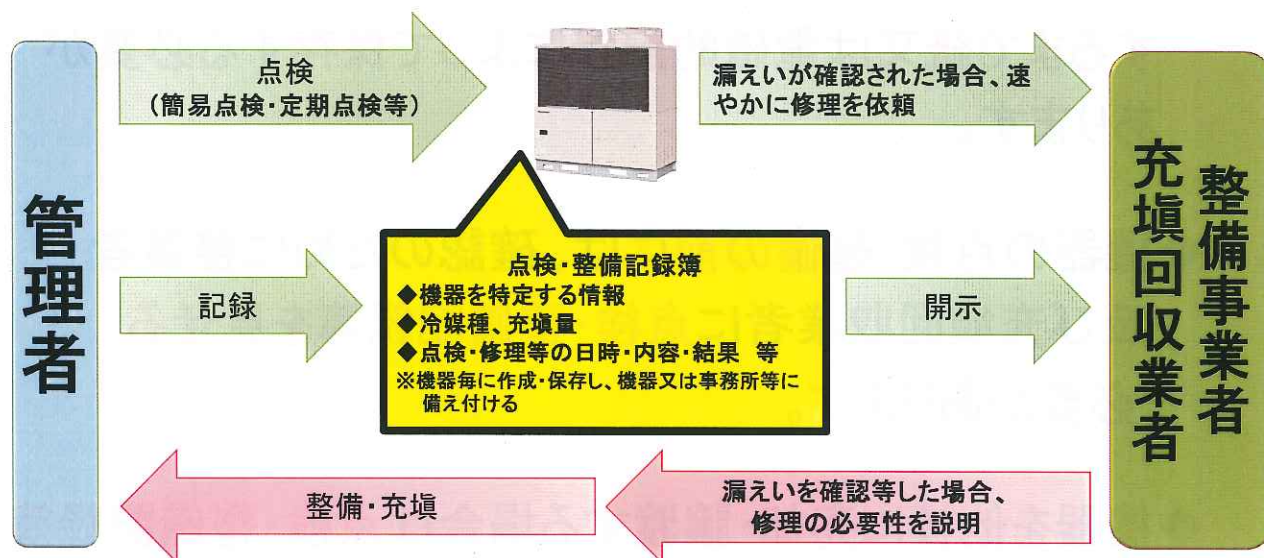 管理者
点検
（簡易点検・定期点検等）
漏えいが確認された場合、速
やかに修理を依頼
整備事業者
充塡回収業者
記録
点検・整備記録簿
◆機器を特定する情報
◆冷媒種、充塡量
◆点検・修理等の日時・内容・結果　等
※機器毎に作成・保存し、機器又は事務所等に
備え付ける
開示
整備・充塡
漏えいを確認等した場合、
修理の必要性を説明